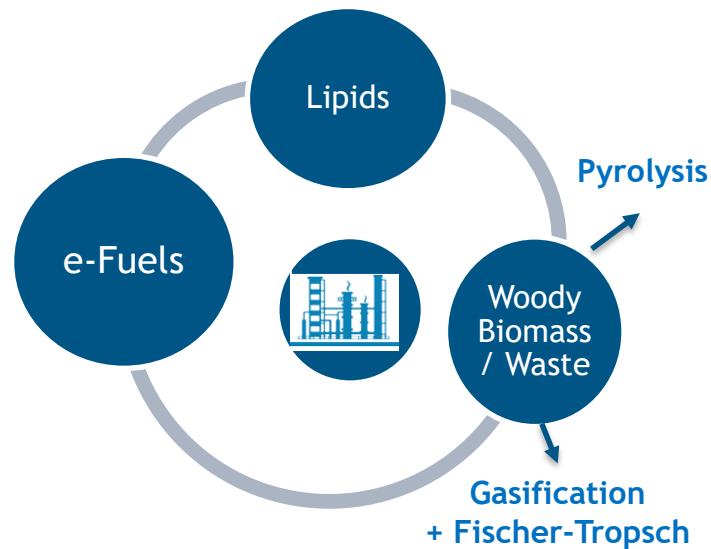 Lipids
Pyrolysis
e-Fuels
Woody
Biomass
/ Waste
Gasification
+ Fischer-Tropsch